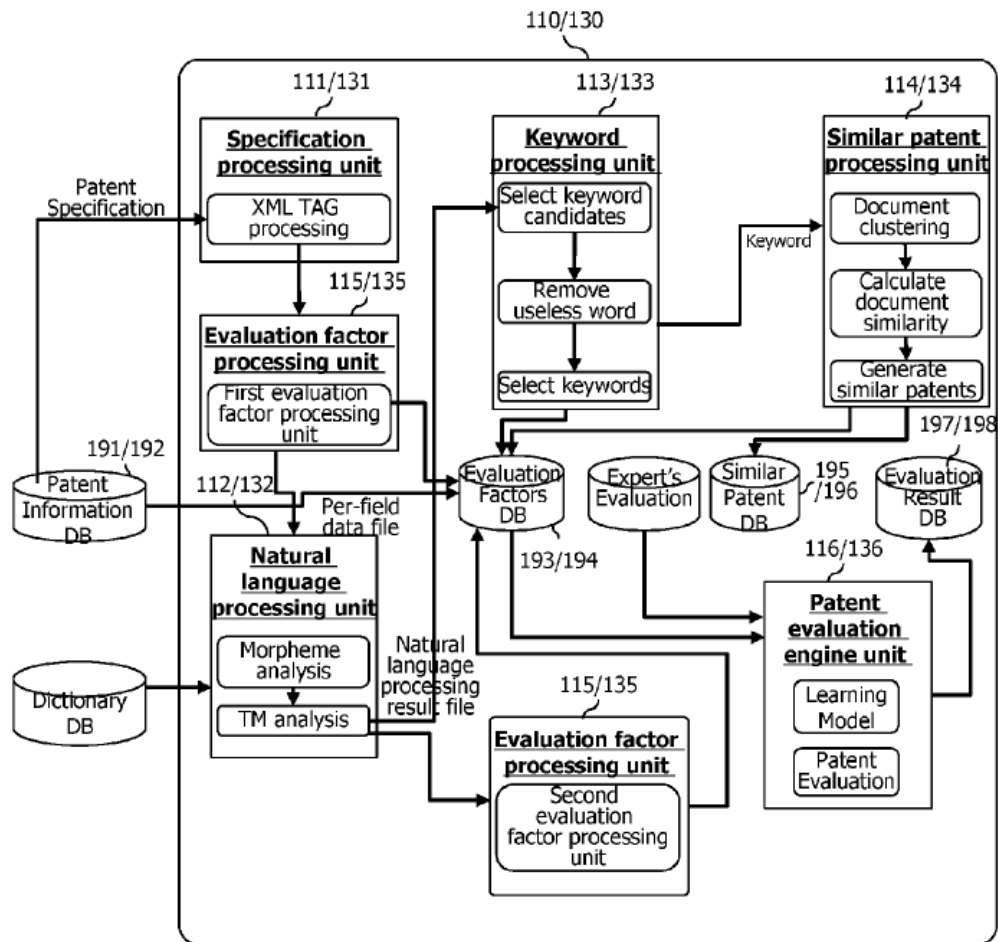 110/130
111/131
Specification
processing unit
XML TAG
processing
Patent
Specification
113/133
Keyword
processing unit
Select keyword
candidates
Remove
useless word
Select keywords
Keyword
114/134
Similar patent
processing unit
Document
clustering
Calculate
document
similarity
Generate
similar patents
115/135
Evaluation factor
processing unit
First evaluation
factor processing
unit
191/192
Patent
Information
DB
112/132
Per-field
data file
Evaluation
Factors
DB
193/194
Expert's
Evaluation
Similar
Patent
DB
195
/196
197/198
Evaluation
Result
DB
Natural
language
processing unit
Morpheme
analysis
TM analysis
Natural
language
processing
result file
Dictionary
DB
115/135
Evaluation factor
processing unit
Second
evaluation
factor processing
unit
116/136
Patent
evaluation
engine unit
Learning
Model
Patent
Evaluation